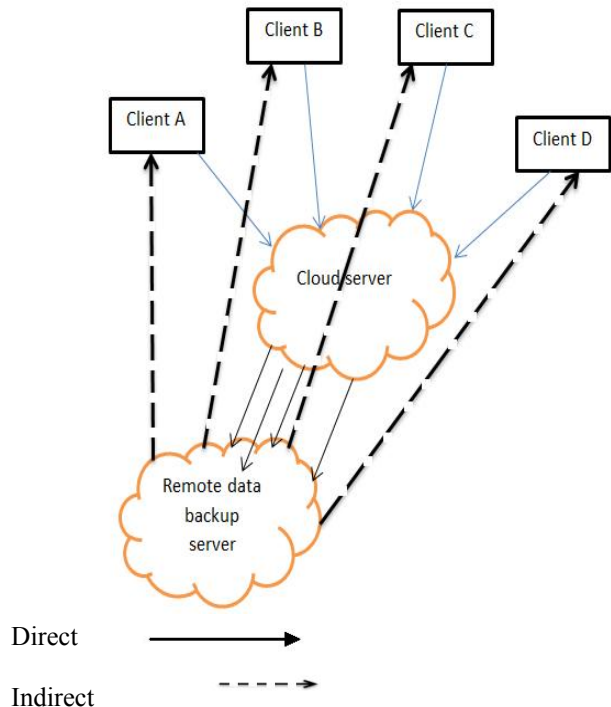 Client B
Client C
Client A
Client D
Cloud server
Remote data
backup
server
Direct
Indirect